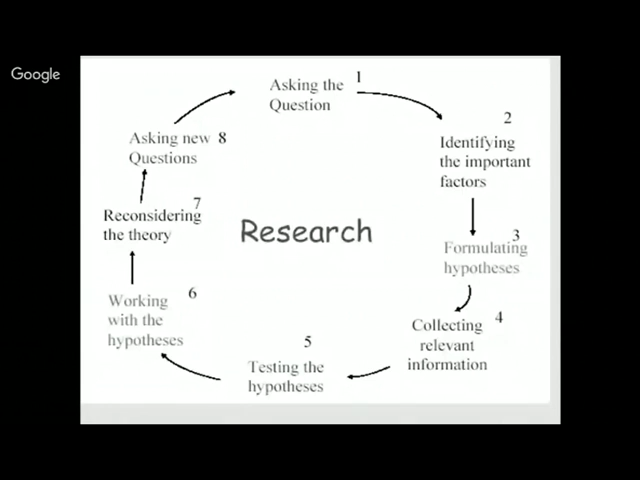 Google
1
Asking the
Question
2
Identifying
the important
factors
3
Formulating
hypotheses
4
Collecting
relevant
information
5
Testing the
hypotheses
6
Working
with the
hypotheses
7
Reconsidering
the theory
Asking new 8
Questions
Research